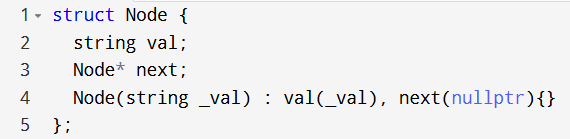 1 struct Node {
2 string val;
3 Node* next;
4 Node(string _val) : val(_val), next(nullptr){}
5 };